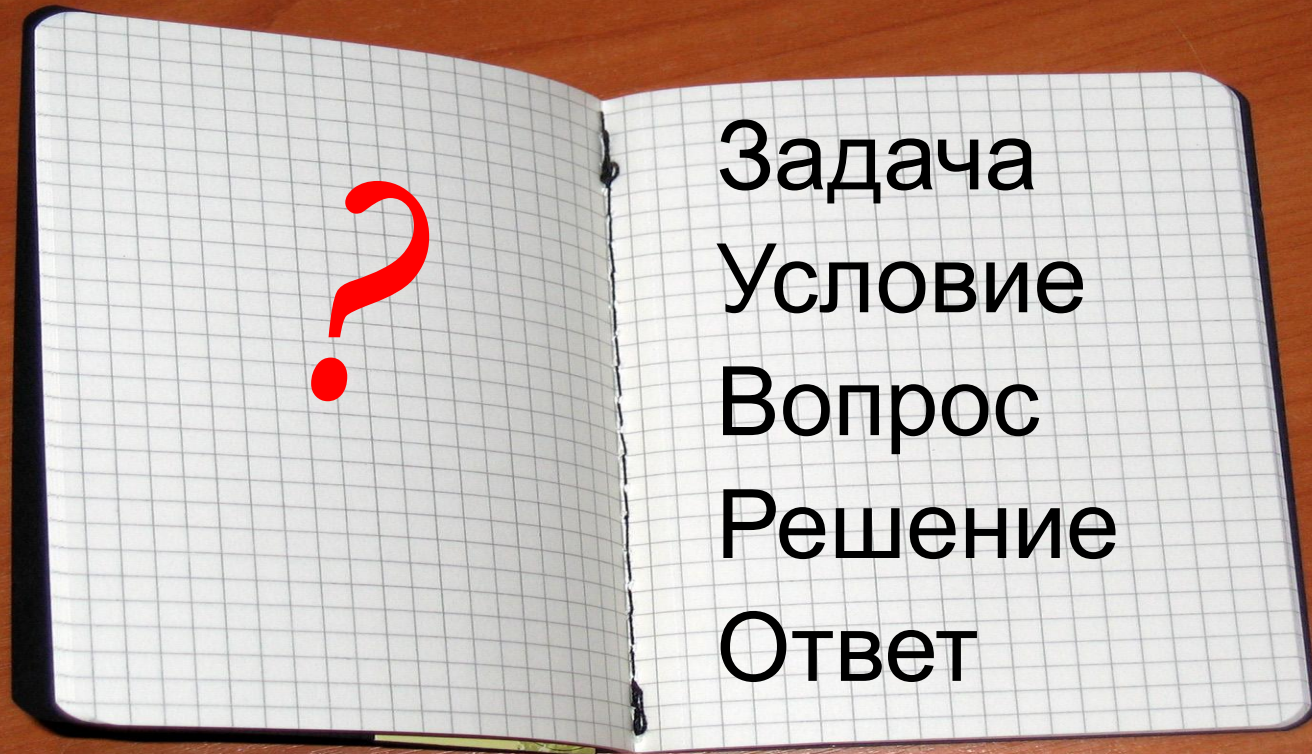 ?
Задача
Условие
Вопрос
Решение
Ответ